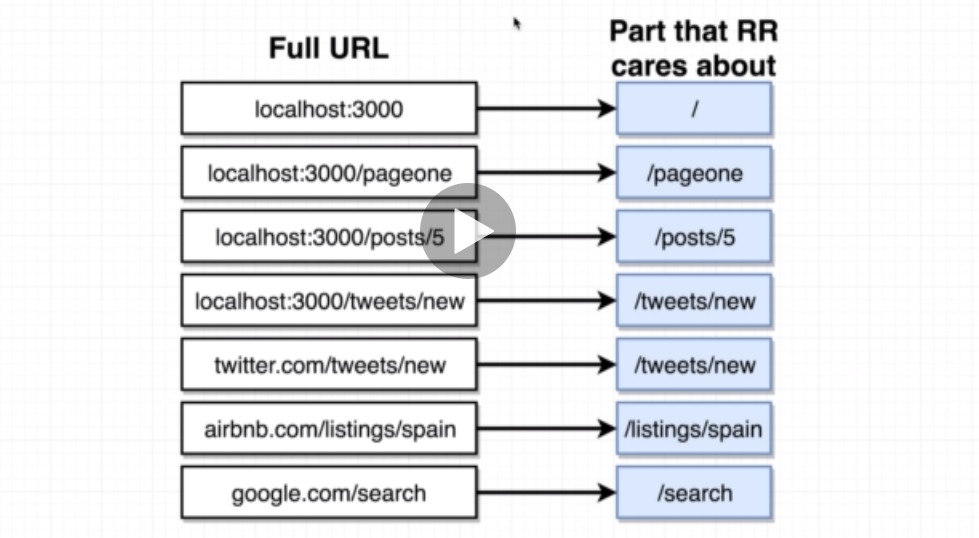 Full URL
Part that RR
cares about
localhost:3000
/
localhost:3000/pageone
/pageone
localhost:3000/posts/5
/posts/5
localhost:3000/tweets/new
/tweets/new
twitter.com/tweets/new
/tweets/new
airbnb.com/listings/spain
/listings/spain
google.com/search
/search